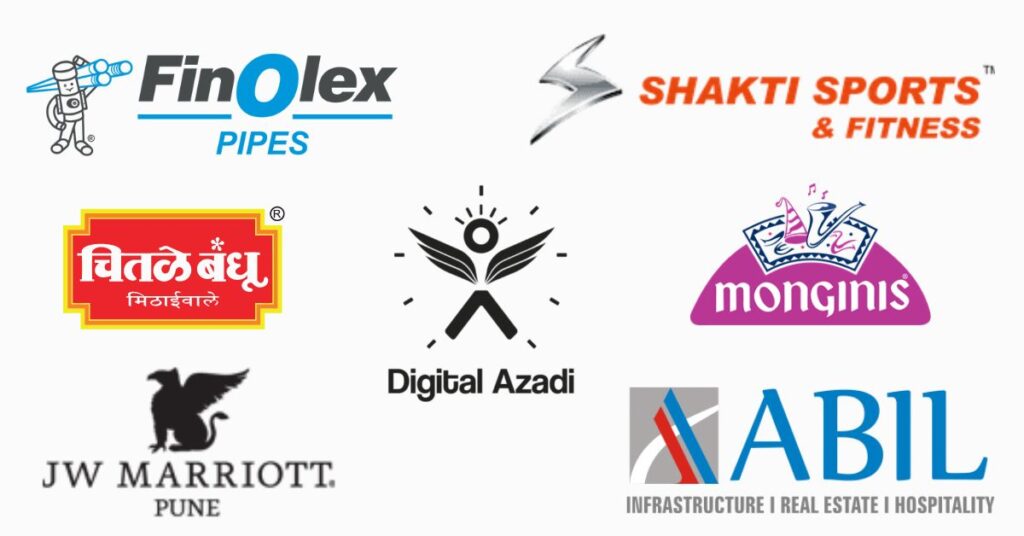 FinOlex
PIPES
®
SHAKTI SPORTS
& FITNESS
TM
चितळे बंधू
मिठाईवाले
®
Digital Azadi
MONGINIS®
JW MARRIOTT®
PUNE
ABIL
INFRASTRUCTURE I REAL ESTATE I HOSPITALITY